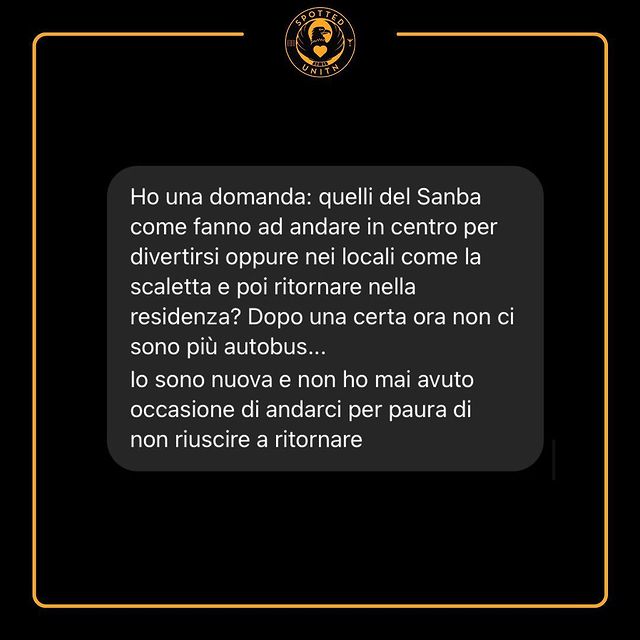 SPOTTED
UNITN
Ho una domanda: quelli del Sanba
come fanno ad andare in centro per
divertirsi oppure nei locali come la
scaletta e poi ritornare nella
residenza? Dopo una certa ora non ci
sono più autobus...
Io sono nuova e non ho mai avuto
occasione di andarci per paura di
non riuscire a ritornare